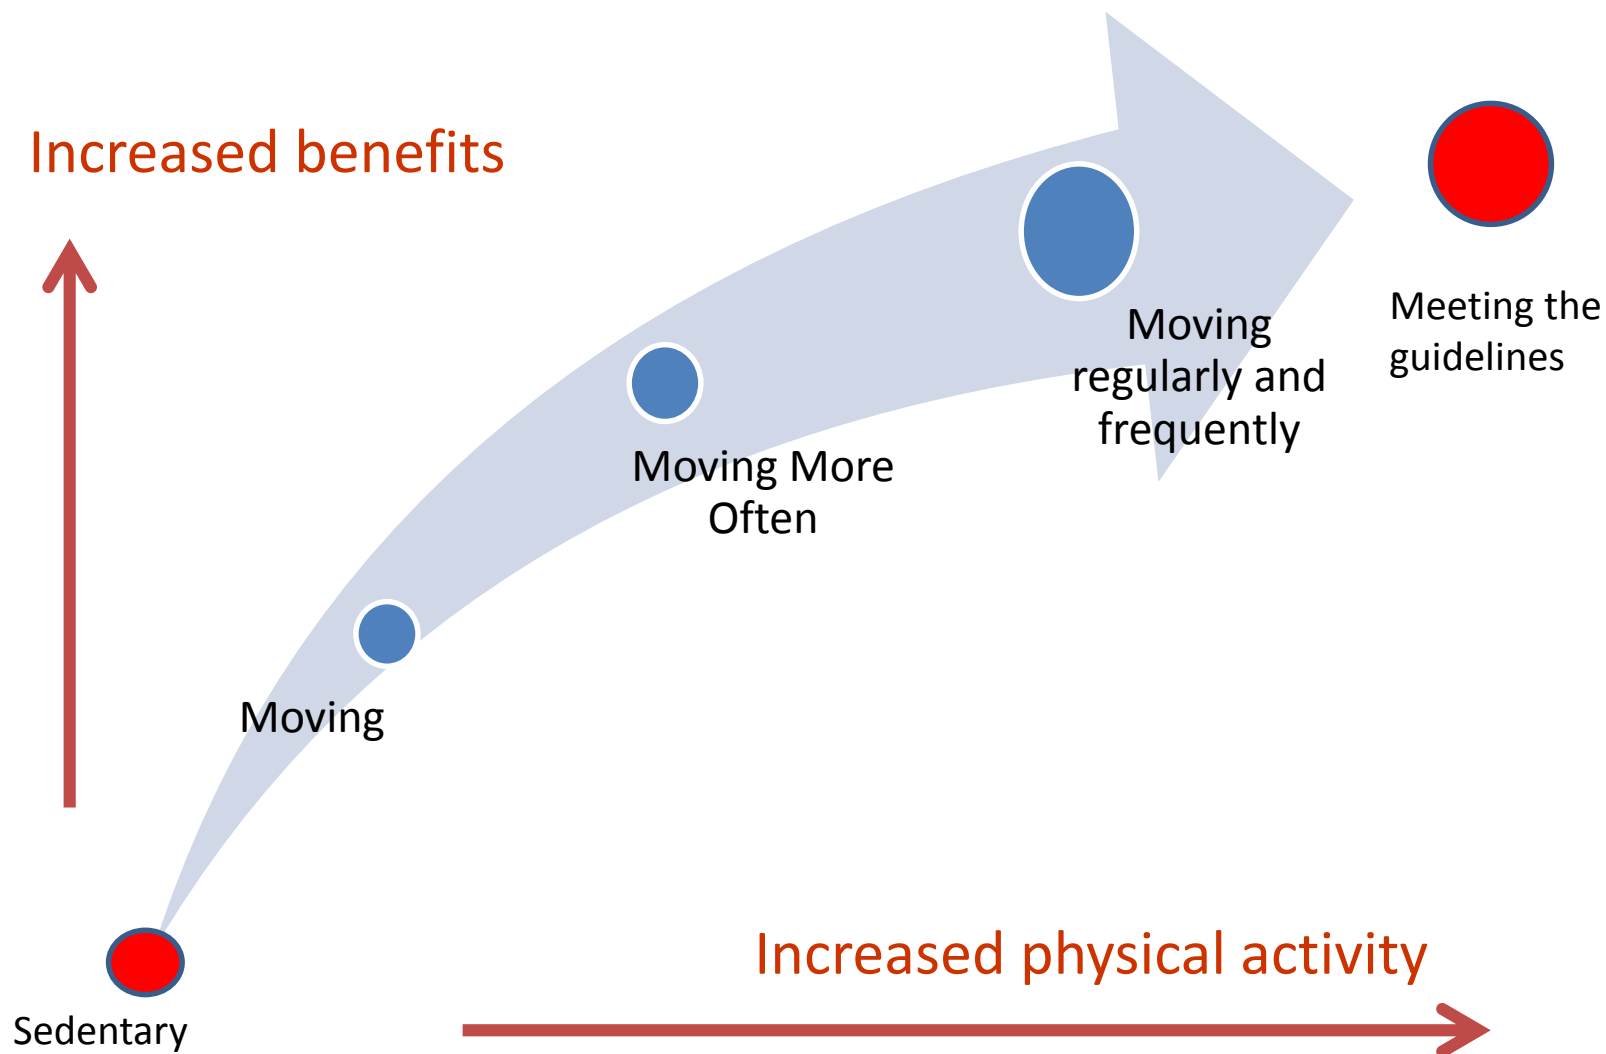 Increased benefits
Meeting the
guidelines
Moving
regularly and
frequently
Moving More
Often
Moving
Increased physical activity
Sedentary